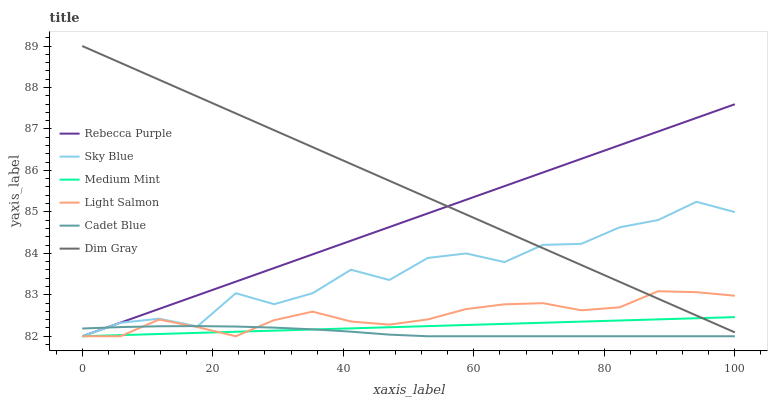 title
89
88
87
86
85
84
83
82
yaxis_label
Rebecca Purple
Sky Blue
Medium Mint
Light Salmon
Cadet Blue
Dim Gray
0 20 40 60 80 100
xaxis_label